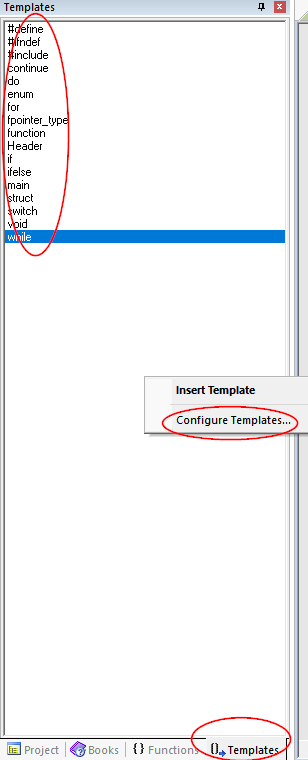 Templates
#define
#ifndef
#include
continue
do
enum
for
fpointer_type
function
Header
if
ifelse
main
struct
switch
void
while
Insert Template
Configure Templates...
Project
Books
{} Functions
{} Templates